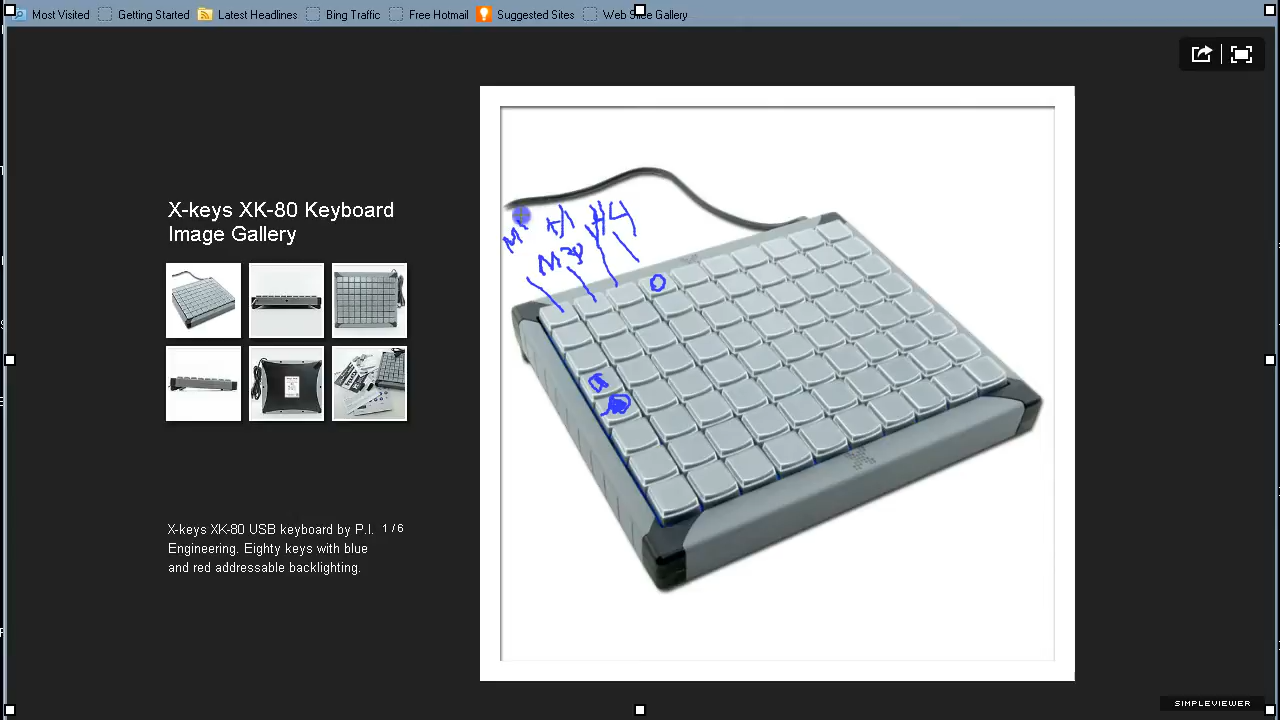 Most Visited Getting Started Latest Headlines Bing Traffic Free Hotmail Suggested Sites Web Slice Gallery
X-keys XK-80 Keyboard
Image Gallery
X-keys XK-80 USB keyboard by P.I. 1 / 6
Engineering. Eighty keys with blue
and red addressable backlighting.
SIMPLEVIEWER